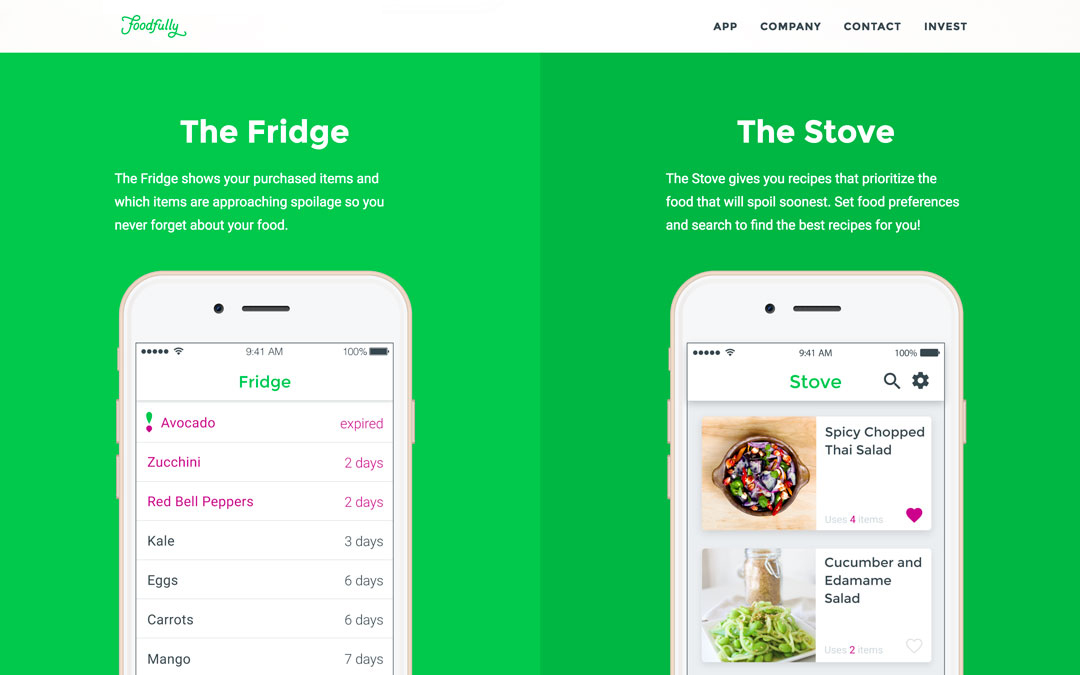 Foodfully
APP COMPANY CONTACT INVEST
The Fridge
The Fridge shows your purchased items and
which items are approaching spoilage so you
never forget about your food.
9:41 AM 100%
Fridge
Avocado expired
Zucchini 2 days
Red Bell Peppers 2 days
Kale 3 days
Eggs 6 days
Carrots 6 days
Mango 7 days
The Stove
The Stove gives you recipes that prioritize the
food that will spoil soonest. Set food preferences
and search to find the best recipes for you!
9:41 AM 100%
Stove
Spicy Chopped
Thai Salad
Uses 4 items
Cucumber and
Edamame
Salad
Uses 2 items